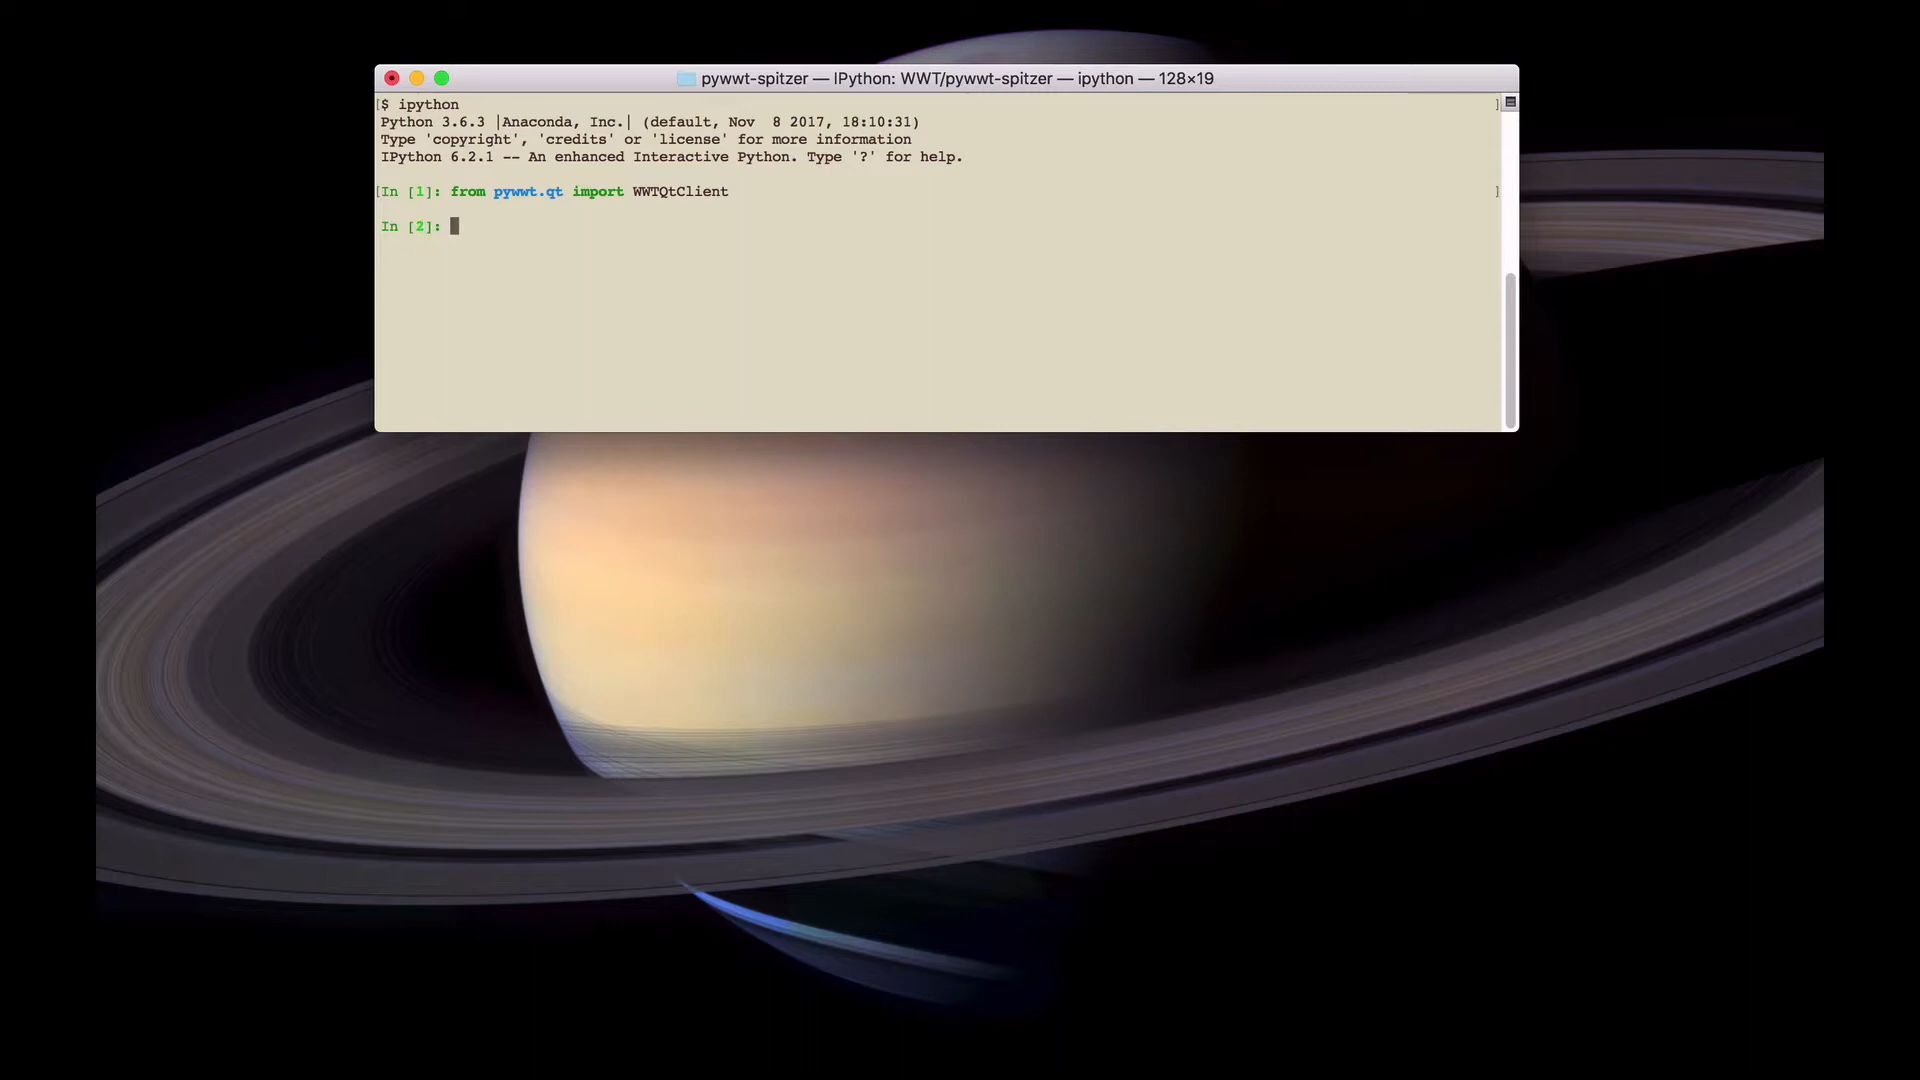 pywwt-spitzer — IPython: WWT/pywwt-spitzer — ipython — 128×19
[$ ipython ]
Python 3.6.3 |Anaconda, Inc.| (default, Nov  8 2017, 18:10:31)
Type 'copyright', 'credits' or 'license' for more information
IPython 6.2.1 -- An enhanced Interactive Python. Type '?' for help.
[In [1]: from pywwt.qt import WWTQtClient ]
In [2]: